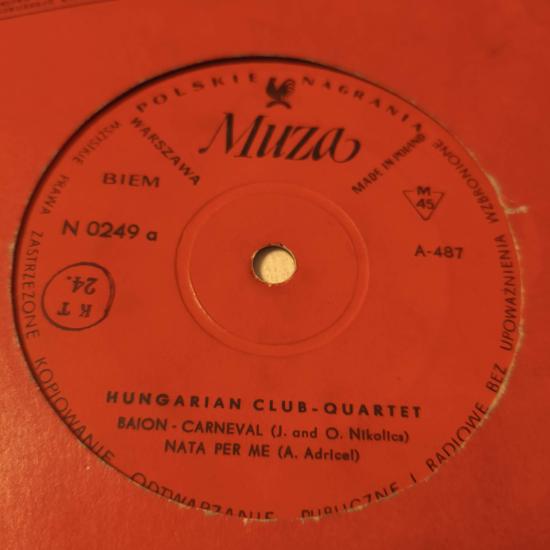 POLSKIE NAGRANIA
WARSZAWA
Muza
MADE IN POLAND
BIEM
M
45
N 0249 a
A-487
K T
24.
HUNGARIAN CLUB-QUARTET
BAION - CARNEVAL (J. and O. Nikolics)
NATA PER ME (A. Adricel)
WSZYSTKIE PRAWA ZASTRZEŻONE KOPIOWANIE ODTWARZANIE PUBLICZNE I RADIOWE BEZ UPOWAŻNIENIA WZBRONIONE